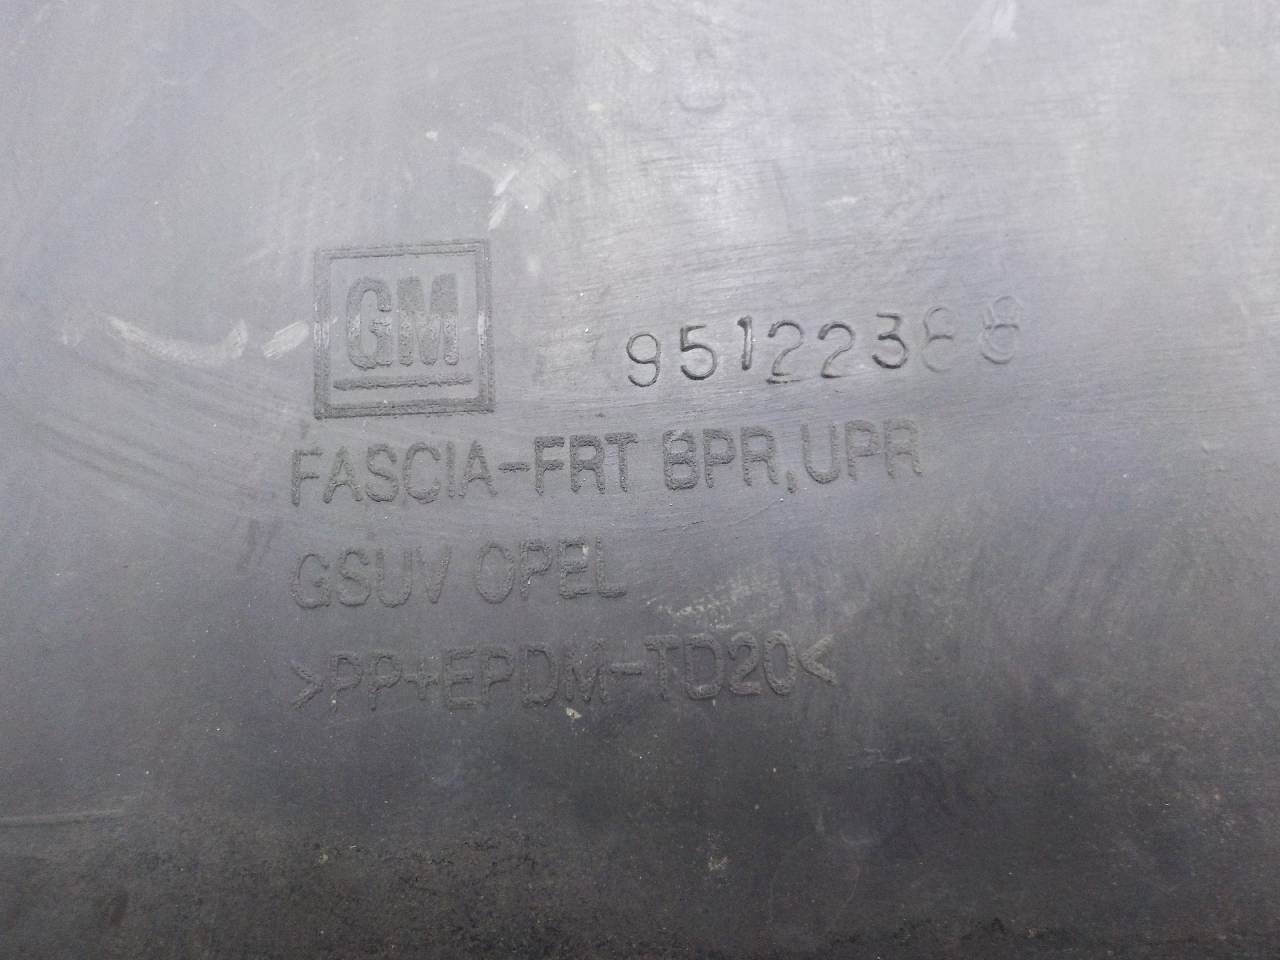 GM
95122388
FASCIA-FRT BPR,UPR
GSUV OPEL
>PP+EPDM-TD20<